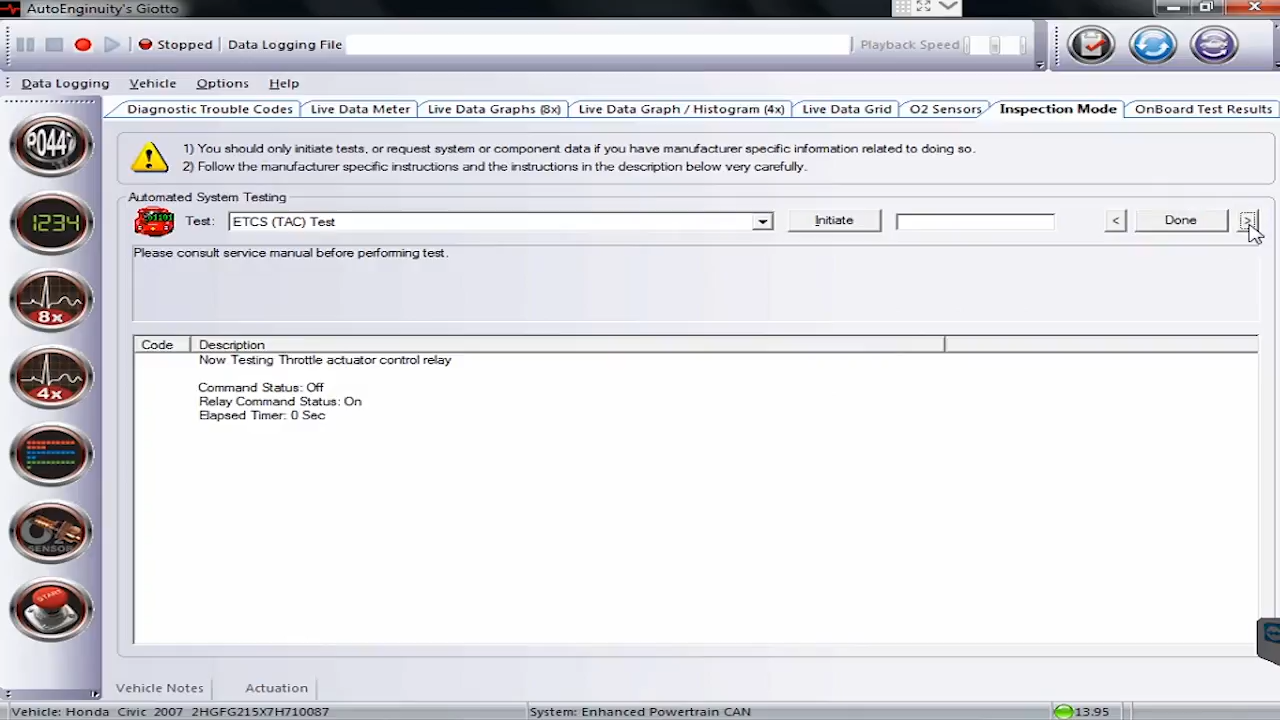 AutoEnginuity's Giotto
Stopped Data Logging File Playback Speed
Data Logging Vehicle Options Help
Diagnostic Trouble Codes Live Data Meter Live Data Graphs (8x) Live Data Graph / Histogram (4x) Live Data Grid O2 Sensors Inspection Mode OnBoard Test Results
P0447
1) You should only initiate tests, or request system or component data if you have manufacturer specific information related to doing so.
2) Follow the manufacturer specific instructions and the instructions in the description below very carefully.
Automated System Testing
1234
Test: ETCS (TAC) Test Initiate < Done >
Please consult service manual before performing test.
8x
Code Description
Now Testing Throttle actuator control relay
Command Status: Off
Relay Command Status: On
Elapsed Timer: 0 Sec
4x
O2
SENSOR
START
Vehicle Notes Actuation
Vehicle: Honda Civic 2007 2HGFG215X7H710087 System: Enhanced Powertrain CAN 13.95